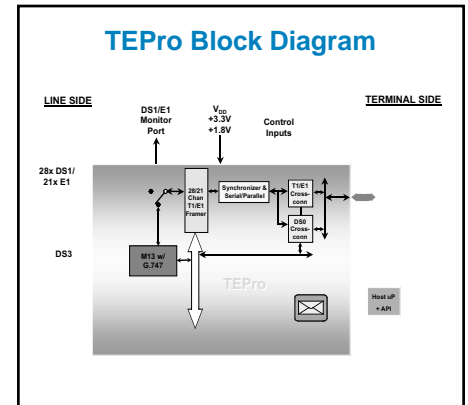 TEPro Block Diagram
LINE SIDE
TERMINAL SIDE
DS1/E1
Monitor
Port
VDD
+3.3V
+1.8V
Control
Inputs
28x DS1/
21x E1
28/21
Chan
T1/E1
Framer
Synchronizer &
Serial/Parallel
T1/E1
Cross-
conn
DS0
Cross-
conn
DS3
M13 w/
G.747
TEPro
Host uP
+ API